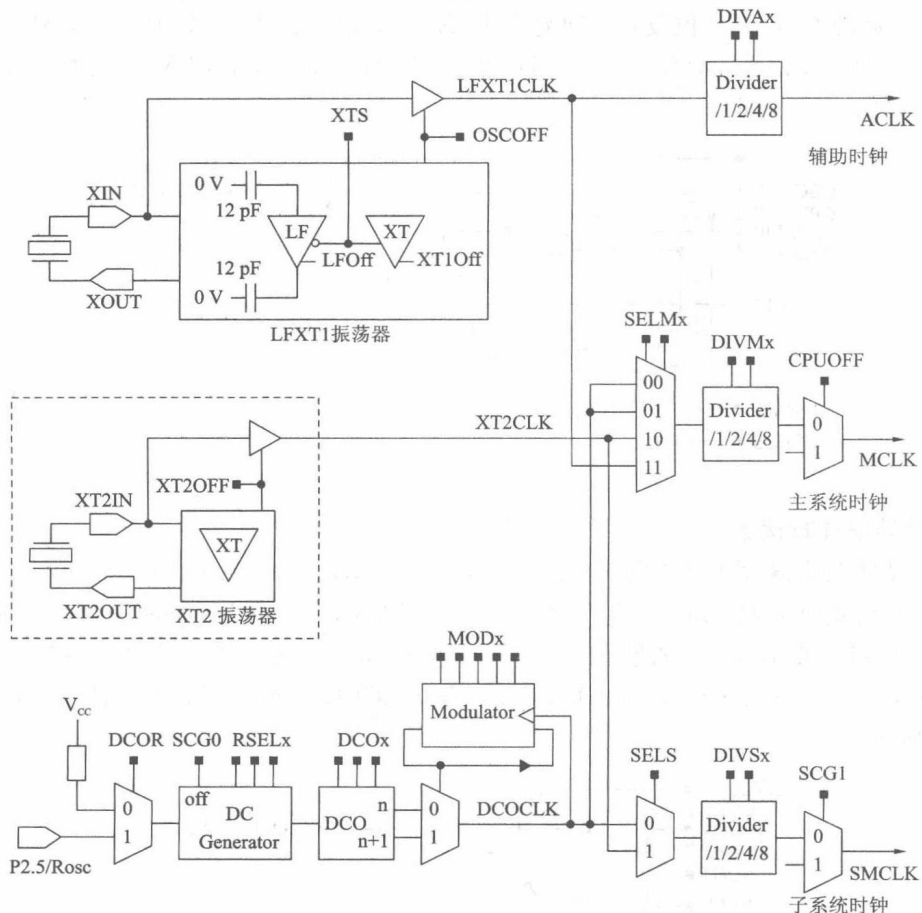 DIVAx
Divider
/1/2/4/8
ACLK
辅助时钟
LFXT1CLK
XTS
OSCOFF
XIN
0 V
12 pF
LF
XT
LFOff
XT1Off
12 pF
0 V
XOUT
LFXT1振荡器
SELMx
DIVMx
CPUOFF
00
01
10
11
Divider
/1/2/4/8
0
1
MCLK
主系统时钟
XT2CLK
XT2OFF
XT2IN
XT
XT2OUT
XT2 振荡器
MODx
Modulator
Vcc
DCOR
SCG0
RSELx
DCOx
0
1
off
DC
Generator
DCO
n
n+1
0
1
DCOCLK
P2.5/Rosc
SELS
DIVSx
SCG1
0
1
Divider
/1/2/4/8
0
1
SMCLK
子系统时钟